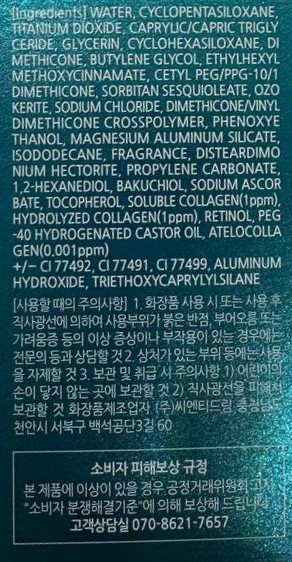 [Ingredients] WATER, CYCLOPENTASILOXANE,
TITANIUM DIOXIDE, CAPRYLIC/CAPRIC TRIGLY
CERIDE, GLYCERIN, CYCLOHEXASILOXANE, DI
METHICONE, BUTYLENE GLYCOL, ETHYLHEXYL
METHOXYCINNAMATE, CETYL PEG/PPG-10/1
DIMETHICONE, SORBITAN SESQUIOLEATE, OZO
KERITE, SODIUM CHLORIDE, DIMETHICONE/VINYL
DIMETHICONE CROSSPOLYMER, PHENOXYE
THANOL, MAGNESIUM ALUMINUM SILICATE,
ISODODECANE, FRAGRANCE, DISTEARDIMO
NIUM HECTORITE, PROPYLENE CARBONATE,
1,2-HEXANEDIOL, BAKUCHIOL, SODIUM ASCOR
BATE, TOCOPHEROL, SOLUBLE COLLAGEN(1ppm),
HYDROLYZED COLLAGEN(1ppm), RETINOL, PEG
-40 HYDROGENATED CASTOR OIL, ATELOCOLLA
GEN(0.001ppm)
+/− CI 77492, CI 77491, CI 77499, ALUMINUM
HYDROXIDE, TRIETHOXYCAPRYLYLSILANE
[사용할 때의 주의사항] 1. 화장품 사용 시 또는 사용 후
직사광선에 의하여 사용부위가 붉은 반점, 부어오름 또는
가려움증 등의 이상 증상이나 부작용이 있는 경우에는
전문의 등과 상담할 것 2. 상처가 있는 부위 등에는 사용
을 자제할 것 3. 보관 및 취급 시 주의사항 1) 어린이의
손이 닿지 않는 곳에 보관할 것 2) 직사광선을 피해서
보관할 것 화장품제조업자 (주)씨엔티드림 충청남도
천안시 서북구 백석공단3길 60
소비자 피해보상 규정
본 제품에 이상이 있을 경우 공정거래위원회 고시
"소비자 분쟁해결기준"에 의해 보상해 드립니다.
고객상담실 070-8621-7657